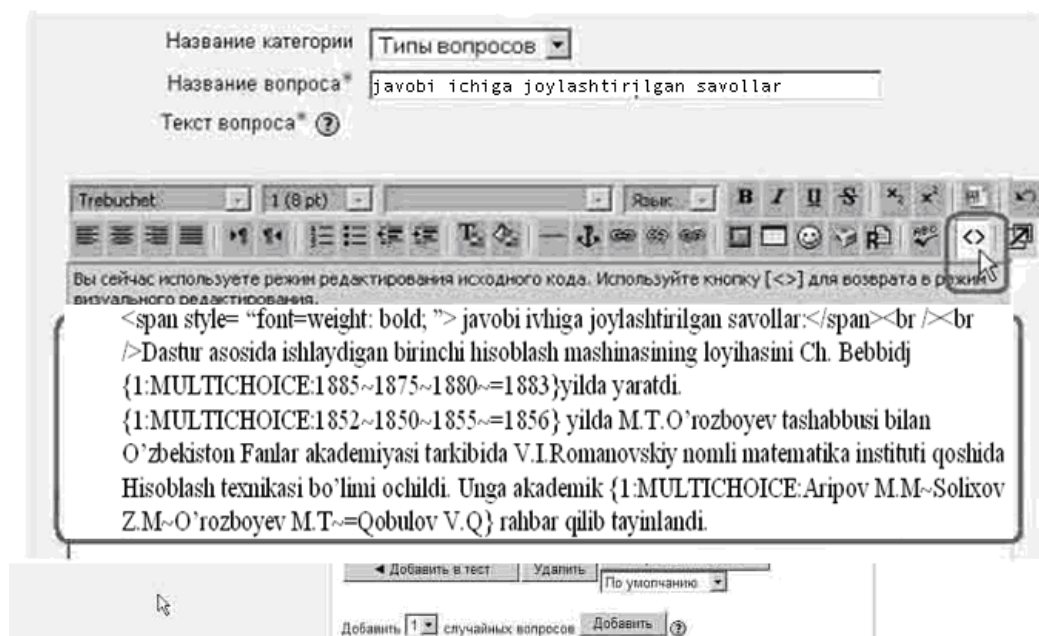 Название категории Типы вопросов
Название вопроса* javobi ichiga joylashtirilgan savollar
Текст вопроса* (?)
Trebuchet 1 (8 pt) Язык B I U S ×₂ ×²
Вы сейчас используете режим редактирования исходного кода. Используйте кнопку [<>] для возврата в режим
визуального редактирования.
<span style= “font=weight: bold; ”> javobi ivhiga joylashtirilgan savollar:</span><br /><br
/>Dastur asosida ishlaydigan birinchi hisoblash mashinasining loyihasini Ch. Bebbidj
{1:MULTICHOICE:1885~1875~1880~=1883}yilda yaratdi.
{1:MULTICHOICE:1852~1850~1855~=1856} yilda M.T.O’rozboyev tashabbusi bilan
O’zbekiston Fanlar akademiyasi tarkibida V.I.Romanovskiy nomli matematika instituti qoshida
Hisoblash texnikasi bo’limi ochildi. Unga akademik {1:MULTICHOICE:Aripov M.M~Solixov
Z.M~O’rozboyev M.T~=Qobulov V.Q} rahbar qilib tayinlandi.
◄ Добавить в тест Удалить
По умолчанию
Добавить 1 случайных вопросов Добавить (?)